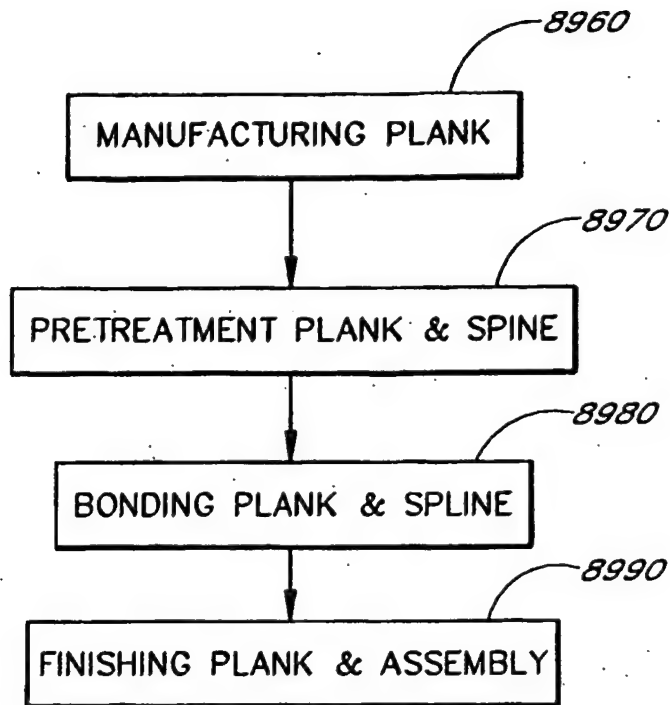 8960
MANUFACTURING PLANK
8970
PRETREATMENT PLANK & SPINE
8980
BONDING PLANK & SPLINE
8990
FINISHING PLANK & ASSEMBLY